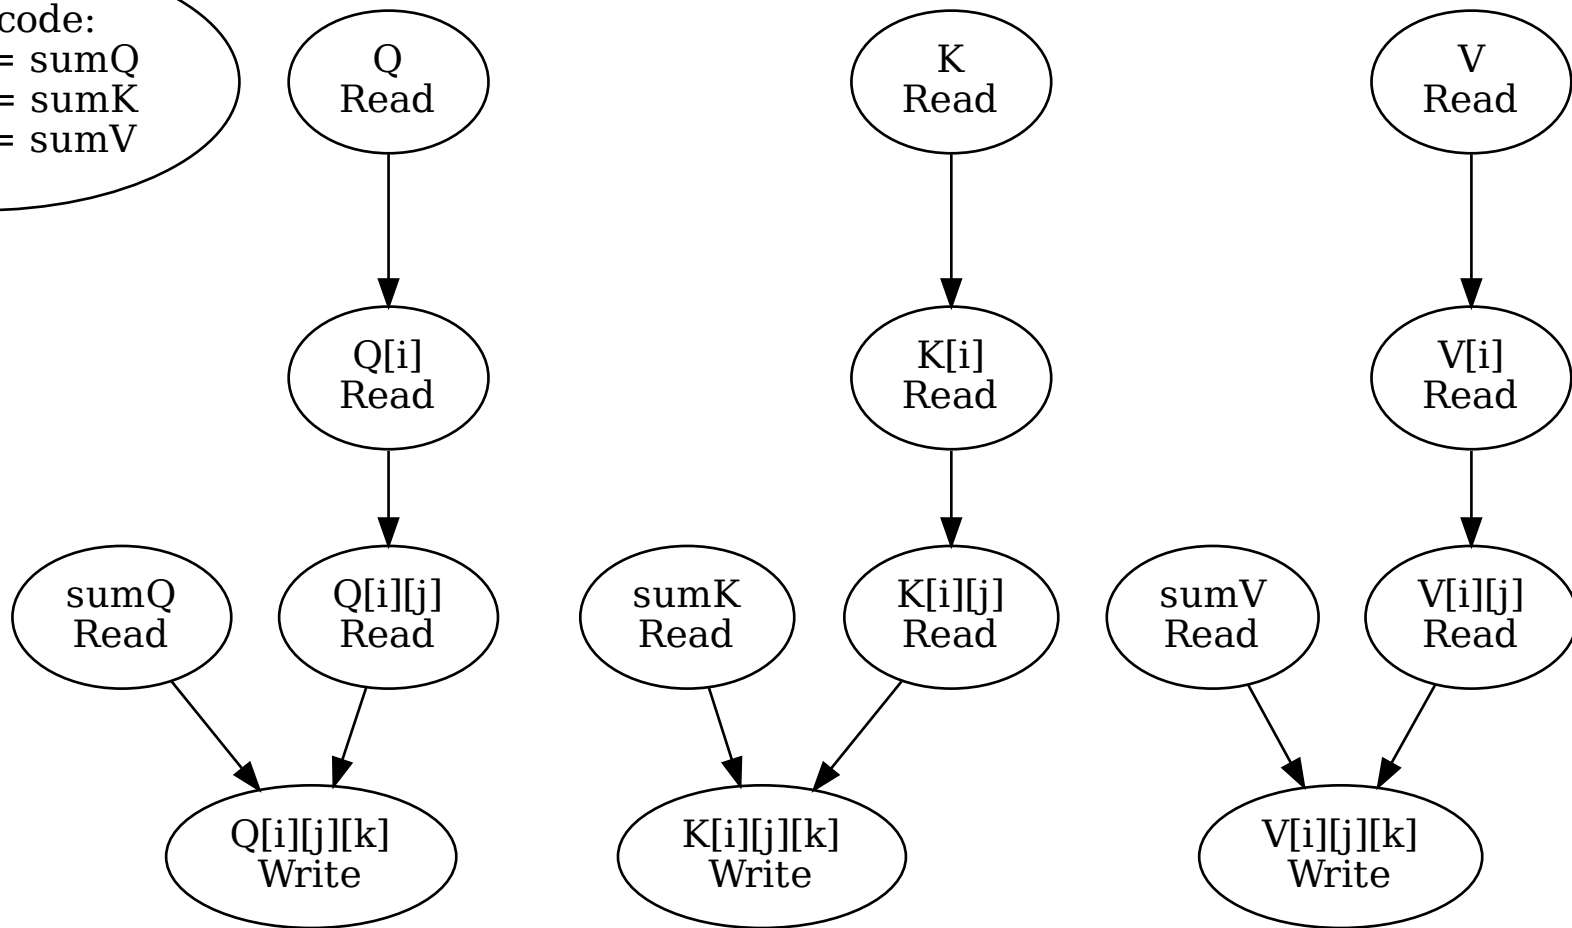 code:
= sumQ
= sumK
= sumV
Q
Read
K
Read
V
Read
Q[i]
Read
K[i]
Read
V[i]
Read
sumQ
Read
Q[i][j]
Read
sumK
Read
K[i][j]
Read
sumV
Read
V[i][j]
Read
Q[i][j][k]
Write
K[i][j][k]
Write
V[i][j][k]
Write